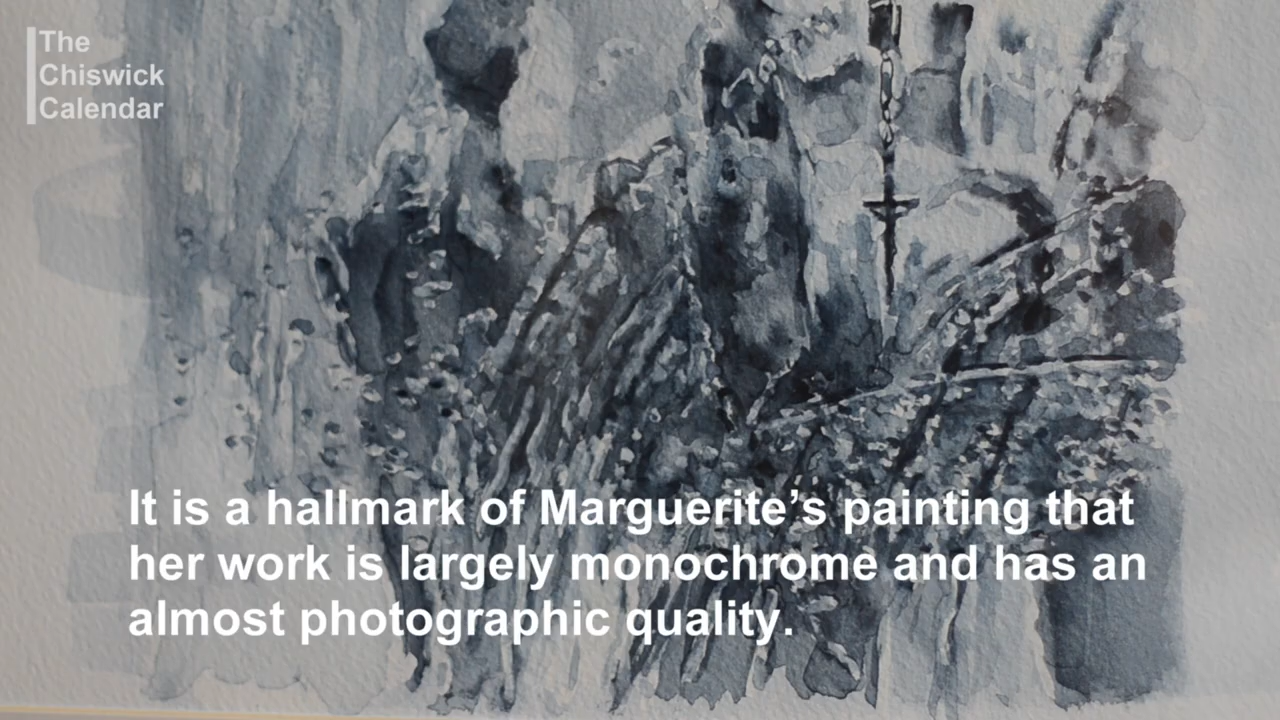 The
Chiswick
Calendar
It is a hallmark of Marguerite’s painting that
her work is largely monochrome and has an
almost photographic quality.